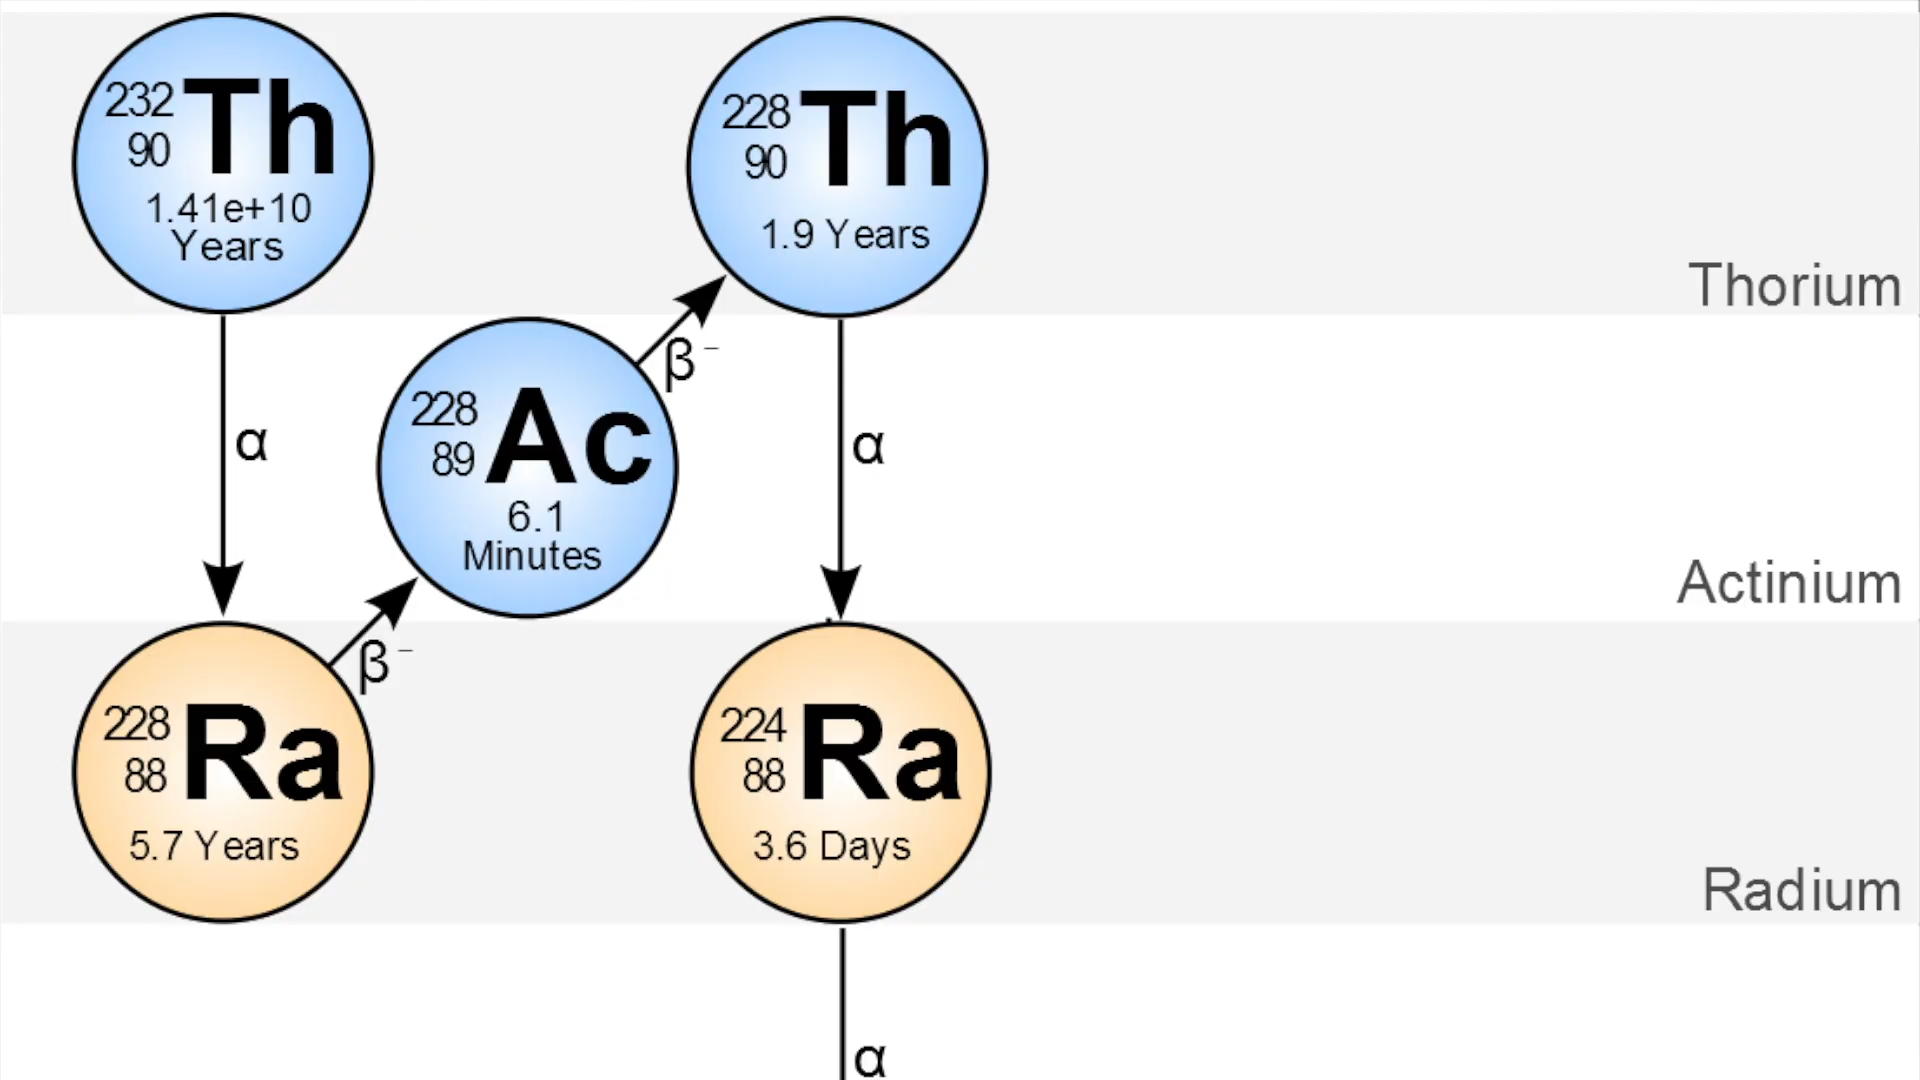 232
90
Th
1.41e+10
Years
228
90
Th
1.9 Years
Thorium
β⁻
α
228
89
Ac
6.1
Minutes
α
Actinium
β⁻
228
88
Ra
5.7 Years
224
88
Ra
3.6 Days
Radium
α